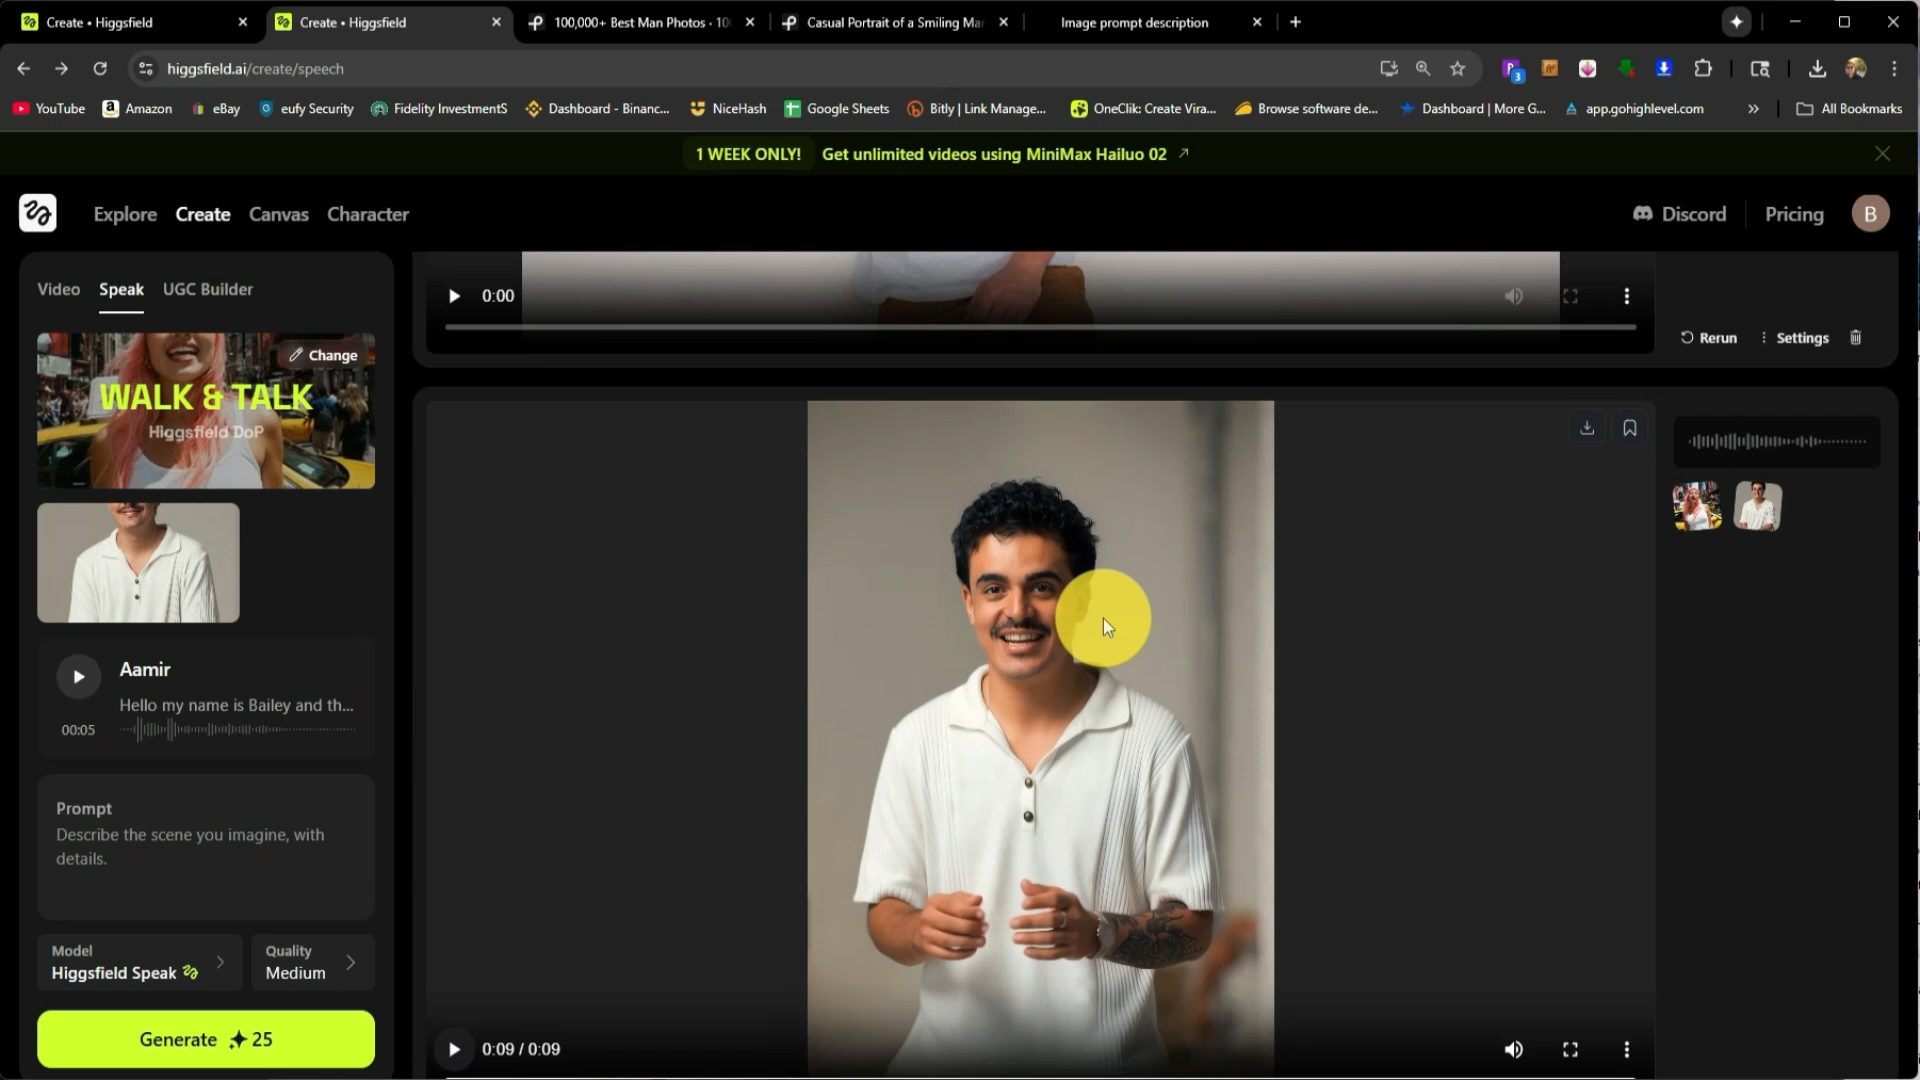 Create • Higgsfield
Create • Higgsfield
100,000+ Best Man Photos · 10
Casual Portrait of a Smiling Ma
Image prompt description
higgsfield.ai/create/speech
3
YouTube
Amazon
eBay
eufy Security
Fidelity InvestmentS
Dashboard - Binanc...
NiceHash
Google Sheets
Bitly | Link Manage...
OneClik: Create Vira...
Browse software de...
Dashboard | More G...
app.gohighlevel.com
»
All Bookmarks
1 WEEK ONLY! Get unlimited videos using MiniMax Hailuo 02
Explore
Create
Canvas
Character
Discord
Pricing
B
Video
Speak
UGC Builder
Change
WALK & TALK
Higgsfield DoP
Aamir
Hello my name is Bailey and th...
00:05
Prompt
Describe the scene you imagine, with
details.
Model
Higgsfield Speak
Quality
Medium
Generate 25
0:00
Rerun
Settings
0:09 / 0:09